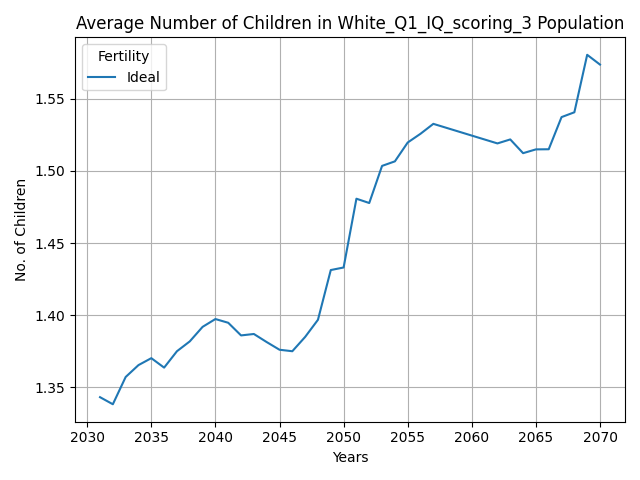 Average Number of Children in White_Q1_IQ_scoring_3 Population
Fertility
Ideal
1.55
1.50
1.45
1.40
1.35
No. of Children
2030 2035 2040 2045 2050 2055 2060 2065 2070
Years